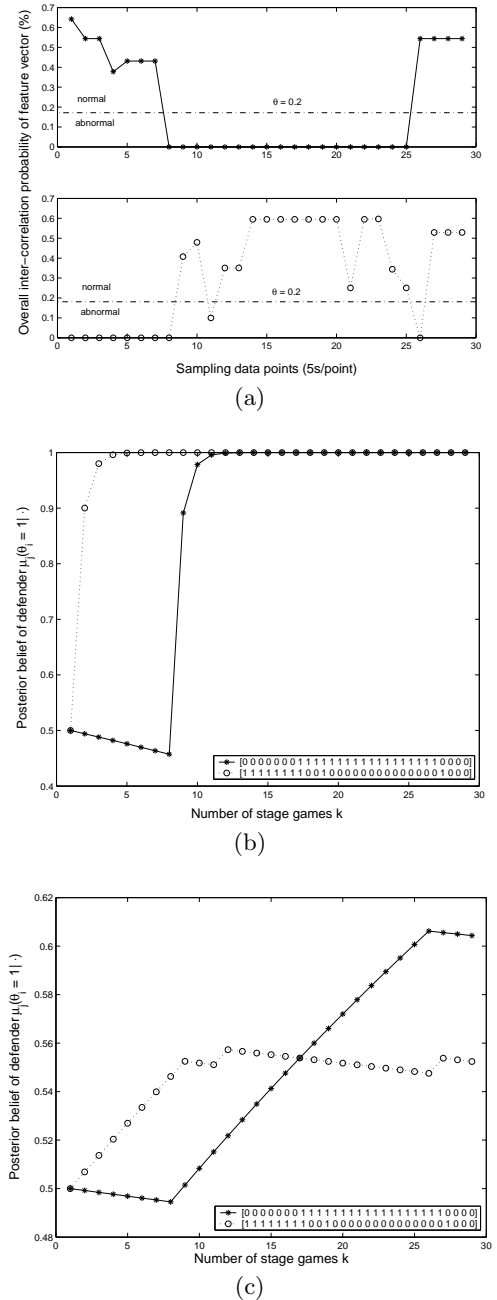 Overall inter-correlation probability of feature vector (%)
0.7
0.6
0.5
0.4
0.3
0.2
0.1
0
normal
abnormal
θ = 0.2
0 5 10 15 20 25 30
0.7
0.6
0.5
0.4
0.3
0.2
0.1
0
normal
abnormal
θ = 0.2
0 5 10 15 20 25 30
Sampling data points (5s/point)
(a)
Posterior belief of defender μj(θi = 1| ·)
1
0.9
0.8
0.7
0.6
0.5
0.4
[0 0 0 0 0 0 0 1 1 1 1 1 1 1 1 1 1 1 1 1 1 1 1 1 1 0 0 0 0]
[1 1 1 1 1 1 1 1 0 0 1 0 0 0 0 0 0 0 0 0 0 0 0 0 0 1 0 0 0]
0 5 10 15 20 25 30
Number of stage games k
(b)
Posterior belief of defender μj(θi = 1| ·)
0.62
0.6
0.58
0.56
0.54
0.52
0.5
0.48
[0 0 0 0 0 0 0 1 1 1 1 1 1 1 1 1 1 1 1 1 1 1 1 1 1 0 0 0 0]
[1 1 1 1 1 1 1 1 0 0 1 0 0 0 0 0 0 0 0 0 0 0 0 0 0 1 0 0 0]
0 5 10 15 20 25 30
Number of stage games k
(c)